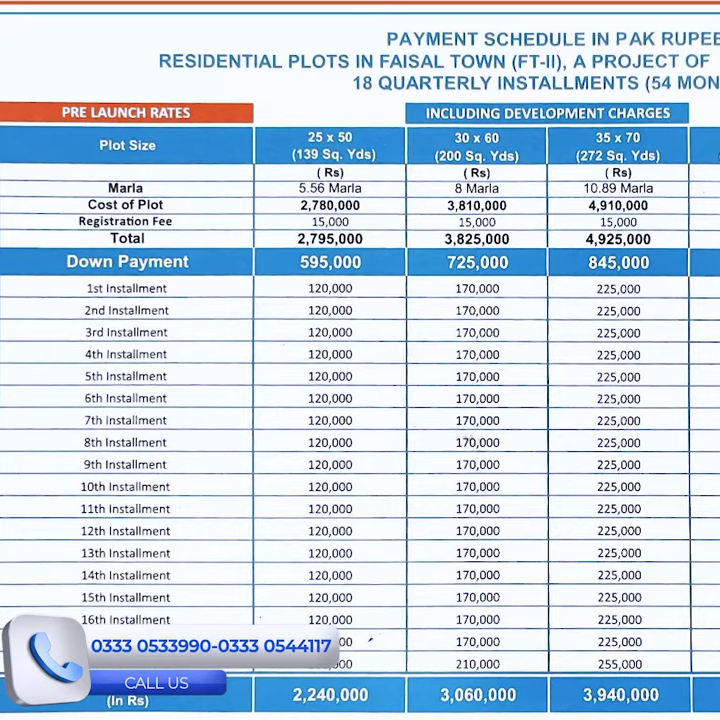 PAYMENT SCHEDULE IN PAK RUPEE
RESIDENTIAL PLOTS IN FAISAL TOWN (FT-II), A PROJECT OF
18 QUARTERLY INSTALLMENTS (54 MON
PRE LAUNCH RATES INCLUDING DEVELOPMENT CHARGES
Plot Size 25 x 50 (139 Sq. Yds) 30 x 60 (200 Sq. Yds) 35 x 70 (272 Sq. Yds)
( Rs) ( Rs) ( Rs)
Marla 5.56 Marla 8 Marla 10.89 Marla
Cost of Plot 2,780,000 3,810,000 4,910,000
Registration Fee 15,000 15,000 15,000
Total 2,795,000 3,825,000 4,925,000
Down Payment 595,000 725,000 845,000
1st Installment 120,000 170,000 225,000
2nd Installment 120,000 170,000 225,000
3rd Installment 120,000 170,000 225,000
4th Installment 120,000 170,000 225,000
5th Installment 120,000 170,000 225,000
6th Installment 120,000 170,000 225,000
7th Installment 120,000 170,000 225,000
8th Installment 120,000 170,000 225,000
9th Installment 120,000 170,000 225,000
10th Installment 120,000 170,000 225,000
11th Installment 120,000 170,000 225,000
12th Installment 120,000 170,000 225,000
13th Installment 120,000 170,000 225,000
14th Installment 120,000 170,000 225,000
15th Installment 120,000 170,000 225,000
16th Installment 120,000 170,000 225,000
0333 0533990-0333 0544117 170,000 225,000
210,000 255,000
CALL US
(In Rs) 2,240,000 3,060,000 3,940,000